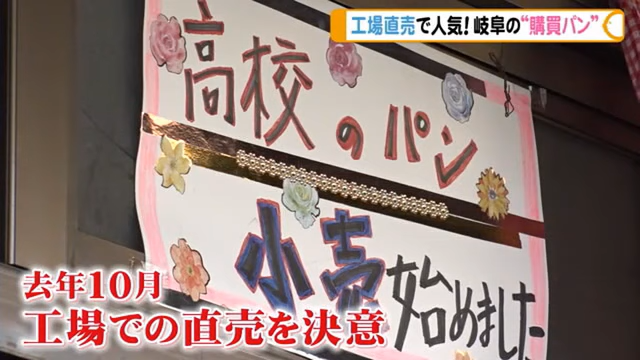 工場直売で人気!岐阜の“購買パン”
高校のパン
小売始めました
去年10月
工場での直売を決意